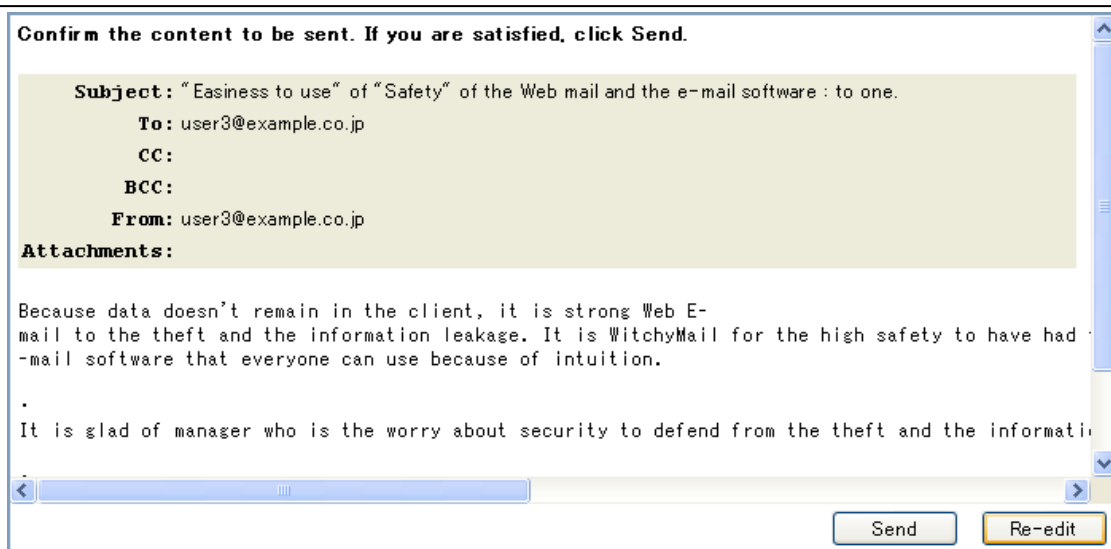 Confirm the content to be sent. If you are satisfied, click Send.
Subject: "Easiness to use" of "Safety" of the Web mail and the e-mail software : to one.
To: user3@example.co.jp
CC:
BCC:
From: user3@example.co.jp
Attachments:
Because data doesn't remain in the client, it is strong Web E-
mail to the theft and the information leakage. It is WitchyMail for the high safety to have had
-mail software that everyone can use because of intuition.
.
It is glad of manager who is the worry about security to defend from the theft and the informati
.
Send Re-edit